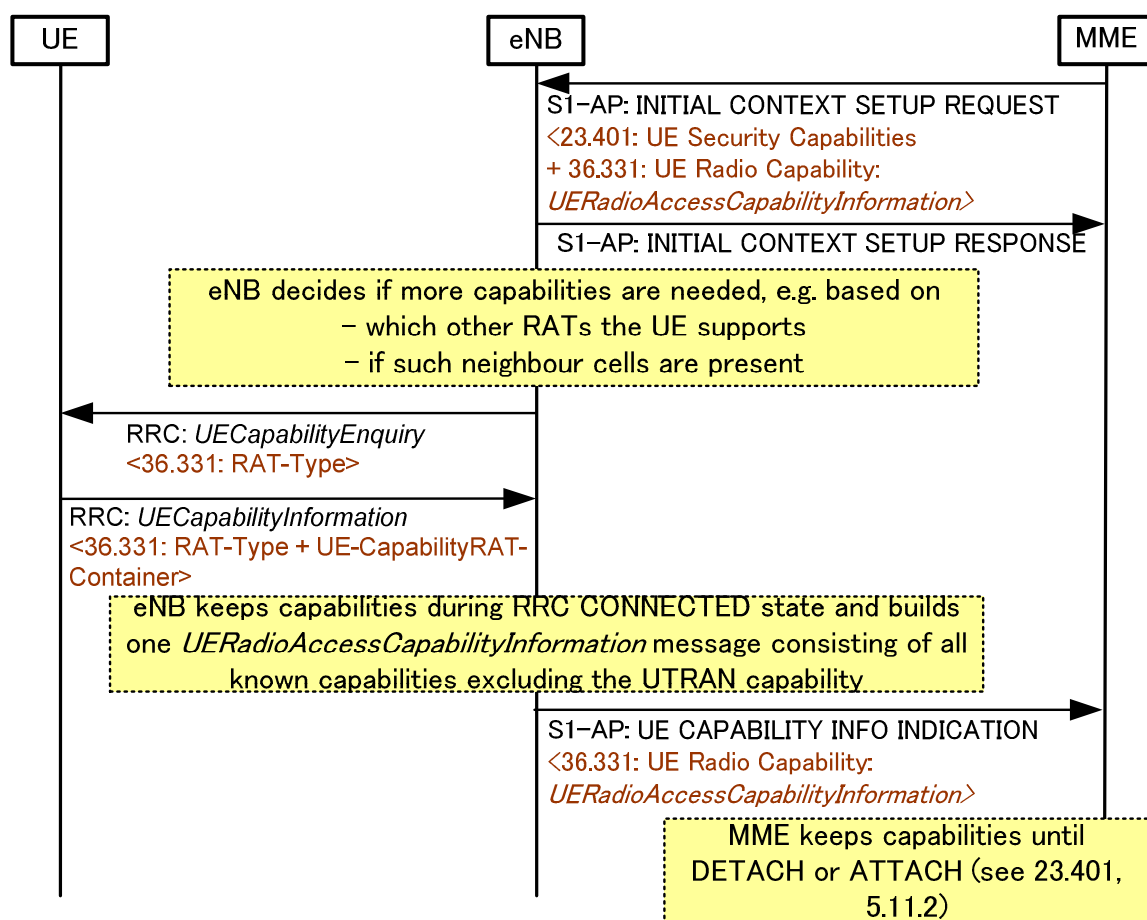 UE
eNB
MME
S1-AP: INITIAL CONTEXT SETUP REQUEST
<23.401: UE Security Capabilities
+ 36.331: UE Radio Capability:
UERadioAccessCapabilityInformation>
S1-AP: INITIAL CONTEXT SETUP RESPONSE
eNB decides if more capabilities are needed, e.g. based on
- which other RATs the UE supports
- if such neighbour cells are present
RRC: UECapabilityEnquiry
<36.331: RAT-Type>
RRC: UECapabilityInformation
<36.331: RAT-Type + UE-CapabilityRAT-
Container>
eNB keeps capabilities during RRC CONNECTED state and builds
one UERadioAccessCapabilityInformation message consisting of all
known capabilities excluding the UTRAN capability
S1-AP: UE CAPABILITY INFO INDICATION
<36.331: UE Radio Capability:
UERadioAccessCapabilityInformation>
MME keeps capabilities until
DETACH or ATTACH (see 23.401,
5.11.2)